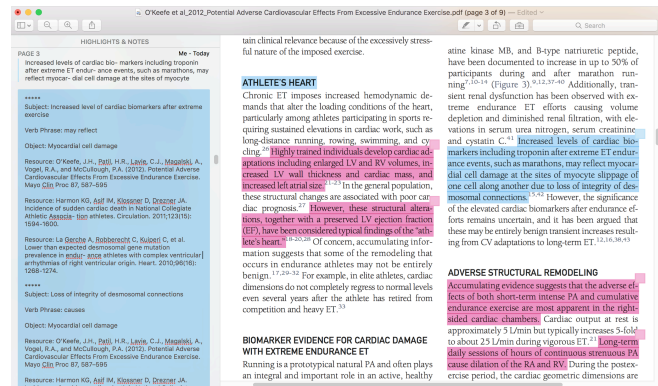 O'Keefe et al_2012_Potential Adverse Cardiovascular Effects From Excessive Endurance Exercise.pdf (page 3 of 9) — Edited
Search
HIGHLIGHTS & NOTES
PAGE 3
Me - Today
Increased levels of cardiac bio- markers including troponin
after extreme ET endur- ance events, such as marathons, may
reflect myocar- dial cell damage at the sites of myocyte
*****
Subject: Increased level of cardiac biomarkers after extreme
exercise
Verb Phrase: may reflect
Object: Myocardial cell damage
Resource: O'Keefe, J.H., Patil, H.R., Lavie, C.J., Magalski, A.,
Vogel, R.A., and McCullough, P.A. (2012). Potential Adverse
Cardiovascular Effects From Excessive Endurance Exercise.
Mayo Clin Proc 87, 587–595
Resource: Harmon KG, Asif IM, Klossner D, Drezner JA.
Incidence of sudden cardiac death in National Collegiate
Athletic Associa- tion athletes. Circulation. 2011;123(15):
1594-1600.
Resource: La Gerche A, Robberecht C, Kuiperi C, et al.
Lower than expected desmosomal gene mutation
prevalence in endur- ance athletes with complex ventricular
arrhythmias of right ventricular origin. Heart. 2010;96(16):
1268-1274.
*****
Subject: Loss of integrity of desmosomal connections
Verb Phrase: causes
Object: Myocardial cell damage
Resource: O'Keefe, J.H., Patil, H.R., Lavie, C.J., Magalski, A.,
Vogel, R.A., and McCullough, P.A. (2012). Potential Adverse
Cardiovascular Effects From Excessive Endurance Exercise.
Mayo Clin Proc 87, 587–595
Resource: Harmon KG, Asif IM, Klossner D, Drezner JA.
tain clinical relevance because of the excessively stress-
ful nature of the imposed exercise.
ATHLETE'S HEART
Chronic ET imposes increased hemodynamic de-
mands that alter the loading conditions of the heart,
particularly among athletes participating in sports re-
quiring sustained elevations in cardiac work, such as
long-distance running, rowing, swimming, and cy-
cling.26 Highly trained individuals develop cardiac ad-
aptations including enlarged LV and RV volumes, in-
creased LV wall thickness and cardiac mass, and
increased left atrial size.21-23 In the general population,
these structural changes are associated with poor car-
diac prognosis.27 However, these structural altera-
tions, together with a preserved LV ejection fraction
(EF), have been considered typical findings of the "ath-
lete's heart."18-20,28 Of concern, accumulating infor-
mation suggests that some of the remodeling that
occurs in endurance athletes may not be entirely
benign.17,29-32 For example, in elite athletes, cardiac
dimensions do not completely regress to normal levels
even several years after the athlete has retired from
competition and heavy ET.33
BIOMARKER EVIDENCE FOR CARDIAC DAMAGE
WITH EXTREME ENDURANCE ET
Running is a prototypical natural PA and often plays
an integral and important role in an active, healthy
atine kinase MB, and B-type natriuretic peptide,
have been documented to increase in up to 50% of
participants during and after marathon run-
ning7,10-14 (Figure 3).9,12,37-40 Additionally, tran-
sient renal dysfunction has been observed with ex-
treme endurance ET efforts causing volume
depletion and diminished renal filtration, with ele-
vations in serum urea nitrogen, serum creatinine
and cystatin C.41 Increased levels of cardiac bio-
markers including troponin after extreme ET endur-
ance events, such as marathons, may reflect myocar-
dial cell damage at the sites of myocyte slippage of
one cell along another due to loss of integrity of des-
mosomal connections.15,42 However, the significance
of the elevated cardiac biomarkers after endurance ef-
forts remains uncertain, and it has been argued that
these may be entirely benign transient increases result-
ing from CV adaptations to long-term ET.12,16,38,43
ADVERSE STRUCTURAL REMODELING
Accumulating evidence suggests that the adverse ef-
fects of both short-term intense PA and cumulative
endurance exercise are most apparent in the right-
sided cardiac chambers. Cardiac output at rest is
approximately 5 L/min but typically increases 5-fold
to about 25 L/min during vigorous ET.21 Long-term
daily sessions of hours of continuous strenuous PA
cause dilation of the RA and RV. During the postex-
ercise period, the cardiac geometric dimensions are